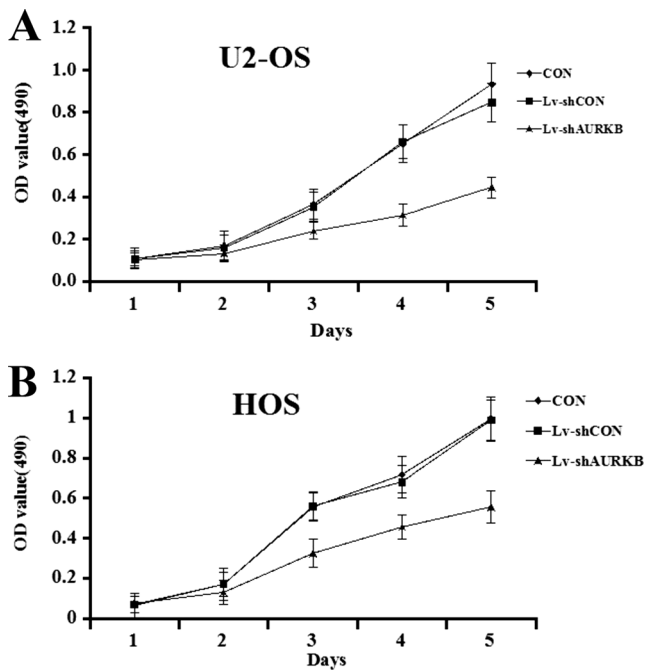 A
U2-OS
OD value(490)
1.2
1.0
0.8
0.6
0.4
0.2
0.0
1 2 3 4 5
Days
CON
Lv-shCON
Lv-shAURKB
B
HOS
OD value(490)
1.2
1
0.8
0.6
0.4
0.2
0
1 2 3 4 5
Days
CON
Lv-shCON
Lv-shAURKB